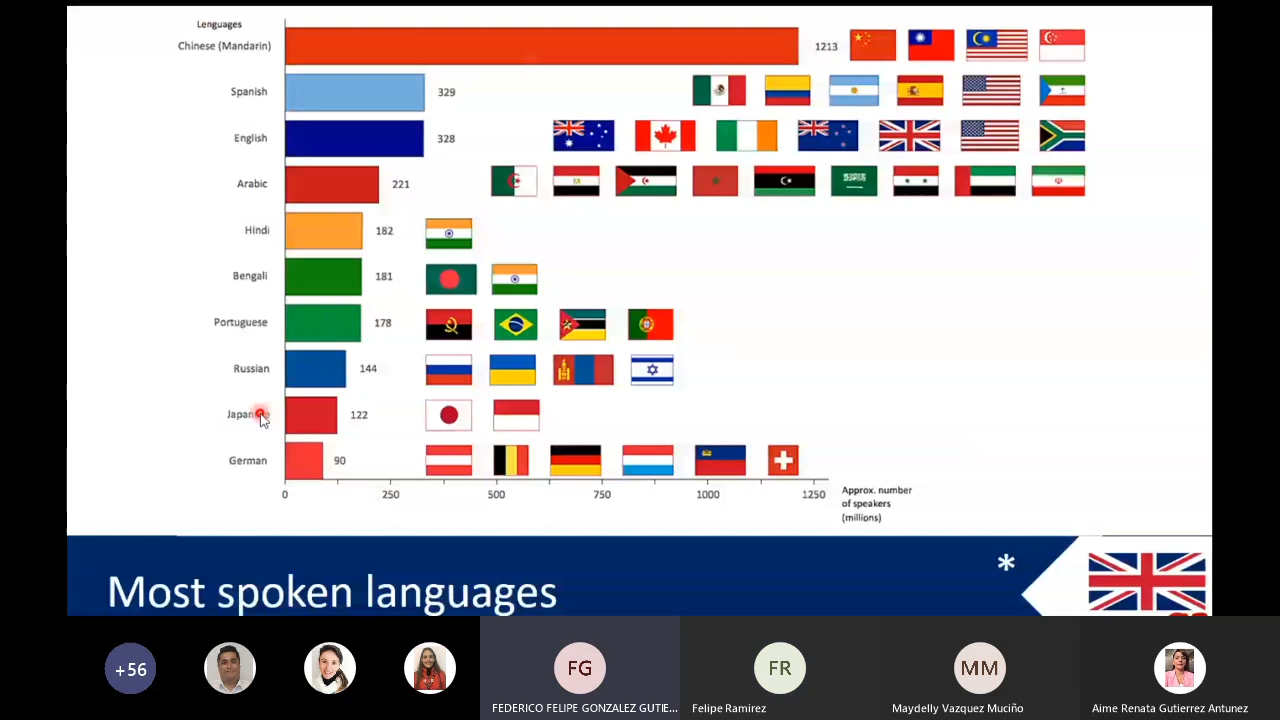 Lenguages
Chinese (Mandarin) 1213
Spanish 329
English 328
Arabic 221
Hindi 182
Bengali 181
Portuguese 178
Russian 144
Japanese 122
German 90
0 250 500 750 1000 1250
Approx. number
of speakers
(millions)
*
Most spoken languages
+56
FG
FR
MM
FEDERICO FELIPE GONZALEZ GUTIE...
Felipe Ramirez
Maydelly Vazquez Muciño
Aime Renata Gutierrez Antunez